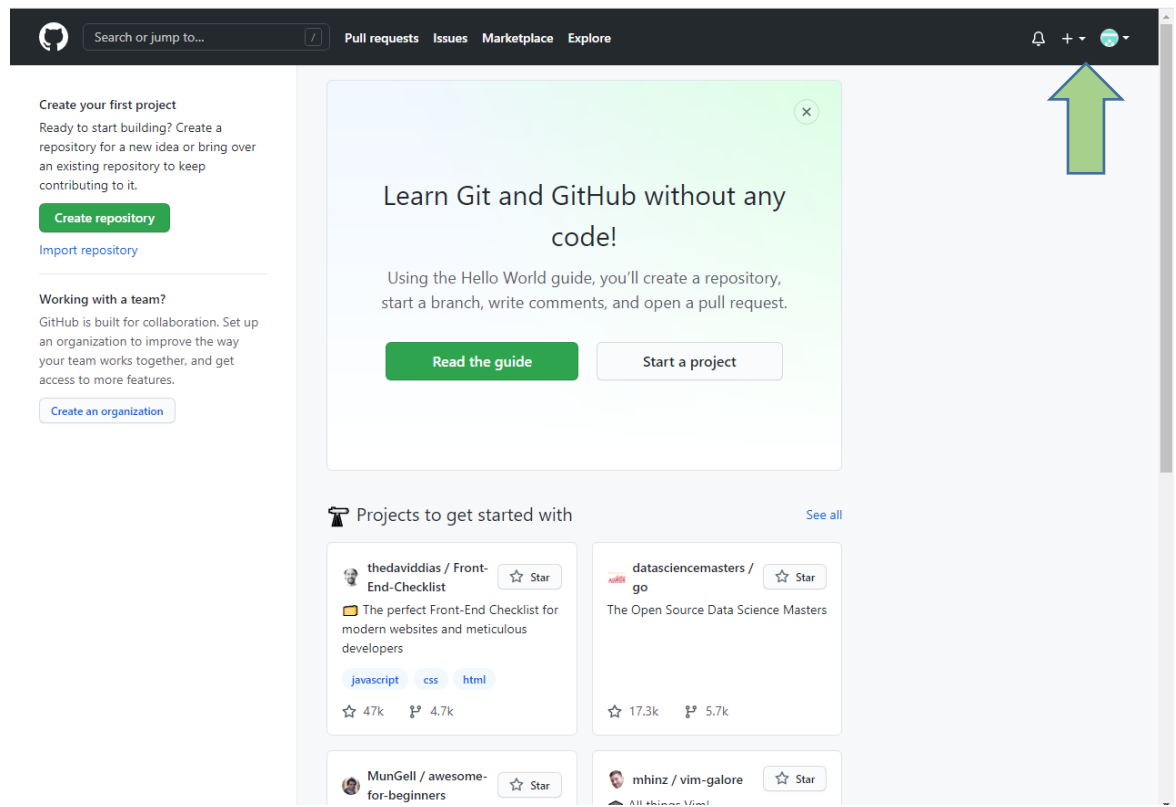 Search or jump to...
/
Pull requests Issues Marketplace Explore
Create your first project
Ready to start building? Create a
repository for a new idea or bring over
an existing repository to keep
contributing to it.
Create repository
Import repository
Working with a team?
GitHub is built for collaboration. Set up
an organization to improve the way
your team works together, and get
access to more features.
Create an organization
Learn Git and GitHub without any
code!
Using the Hello World guide, you’ll create a repository,
start a branch, write comments, and open a pull request.
Read the guide
Start a project
Projects to get started with
See all
thedaviddias / Front-
End-Checklist
Star
The perfect Front-End Checklist for
modern websites and meticulous
developers
javascript css html
47k 4.7k
datasciencemasters /
go
Star
The Open Source Data Science Masters
17.3k 5.7k
MunGell / awesome-
for-beginners
Star
mhinz / vim-galore
Star
All things Vim!